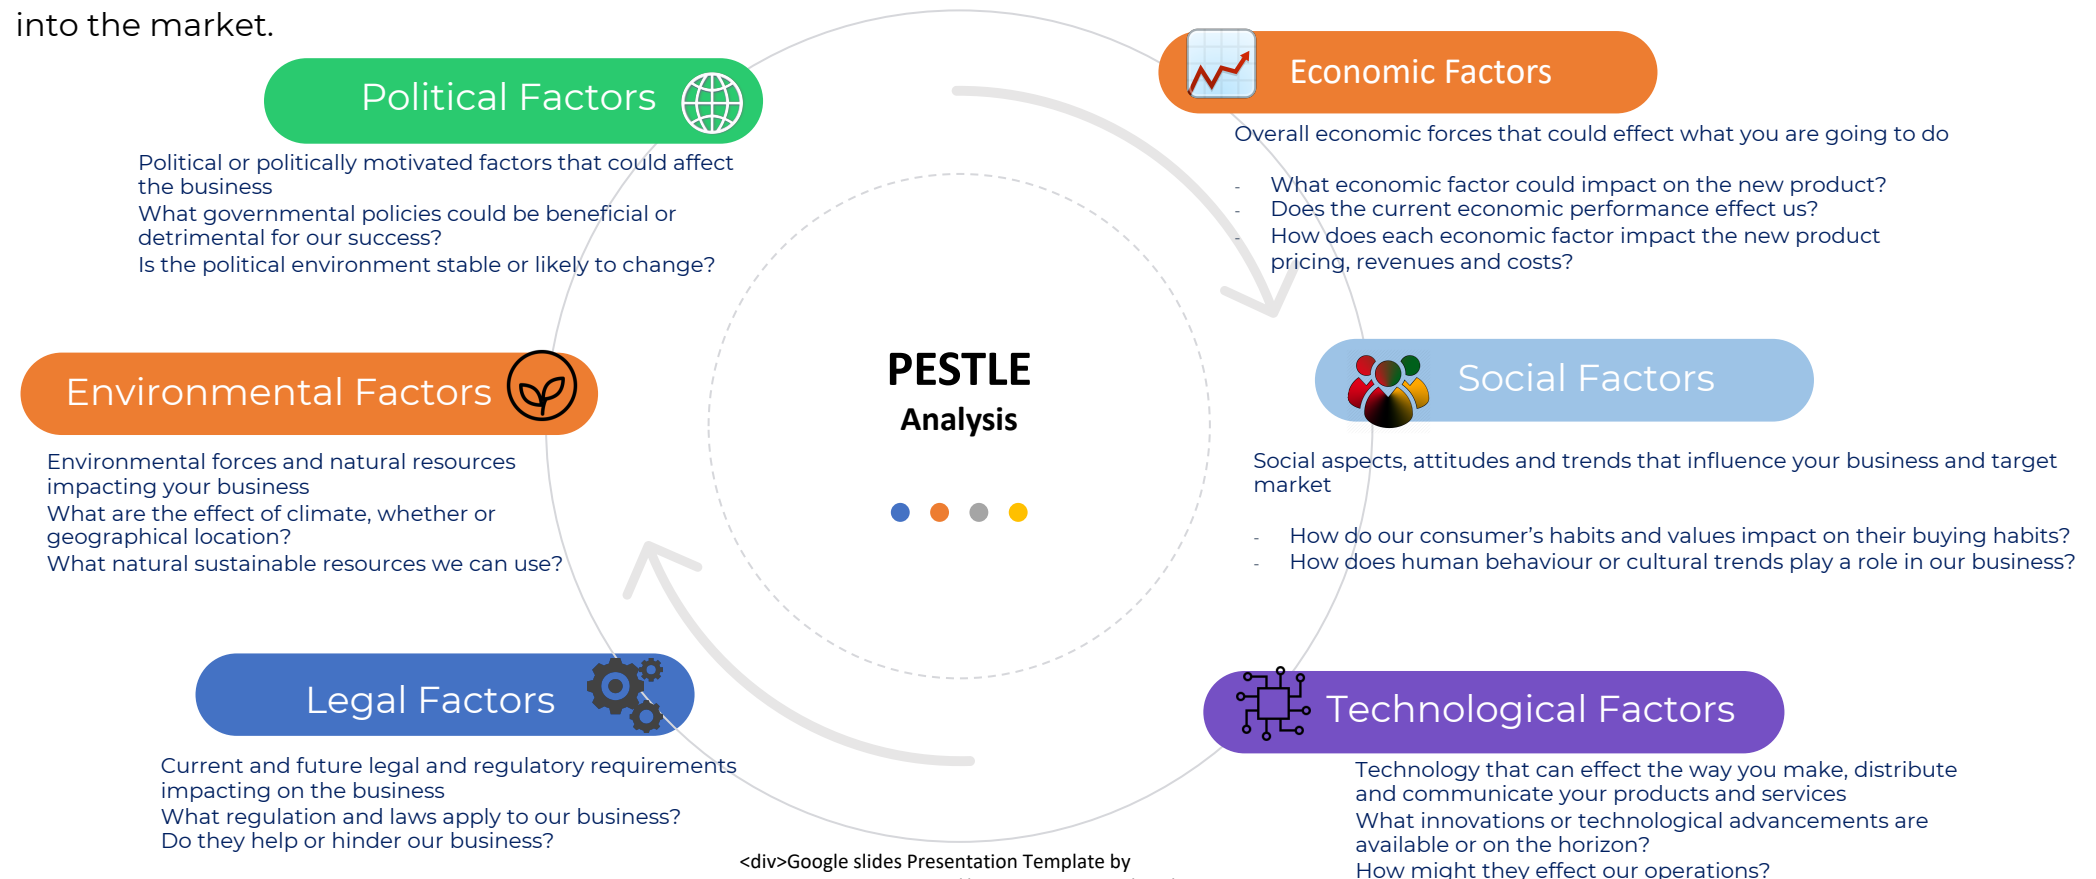 into the market.
Political Factors
Political or politically motivated factors that could affect
the business
What governmental policies could be beneficial or
detrimental for our success?
Is the political environment stable or likely to change?
Economic Factors
Overall economic forces that could effect what you are going to do
- What economic factor could impact on the new product?
- Does the current economic performance effect us?
- How does each economic factor impact the new product
pricing, revenues and costs?
Environmental Factors
Environmental forces and natural resources
impacting your business
What are the effect of climate, whether or
geographical location?
What natural sustainable resources we can use?
PESTLE
Analysis
Social Factors
Social aspects, attitudes and trends that influence your business and target
market
- How do our consumer’s habits and values impact on their buying habits?
- How does human behaviour or cultural trends play a role in our business?
Legal Factors
Current and future legal and regulatory requirements
impacting on the business
What regulation and laws apply to our business?
Do they help or hinder our business?
Technological Factors
Technology that can effect the way you make, distribute
and communicate your products and services
What innovations or technological advancements are
available or on the horizon?
How might they effect our operations?
<div>Google slides Presentation Template by